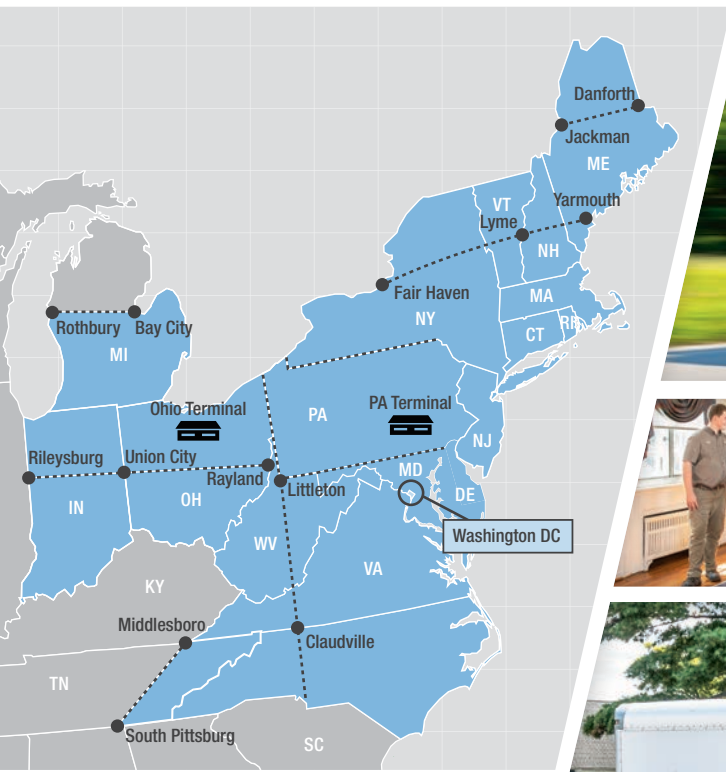 Danforth
Jackman
ME
Yarmouth
VT
Lyme
NH
Fair Haven
MA
NY
CT
RI
Rothbury
Bay City
MI
Ohio Terminal
PA
PA Terminal
NJ
Rileysburg
Union City
Rayland
Littleton
MD
DE
IN
OH
WV
Washington DC
VA
KY
Middlesboro
Claudville
TN
South Pittsburg
SC